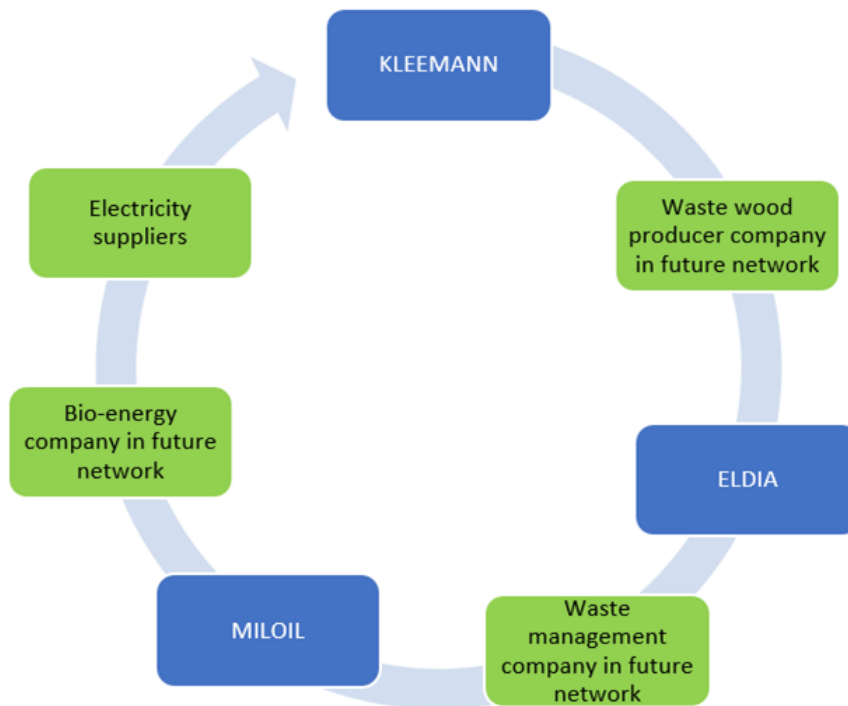 KLEEMANN
Waste wood
producer company
in future network
ELDIA
Waste
management
company in future
network
MILOIL
Bio-energy
company in future
network
Electricity
suppliers